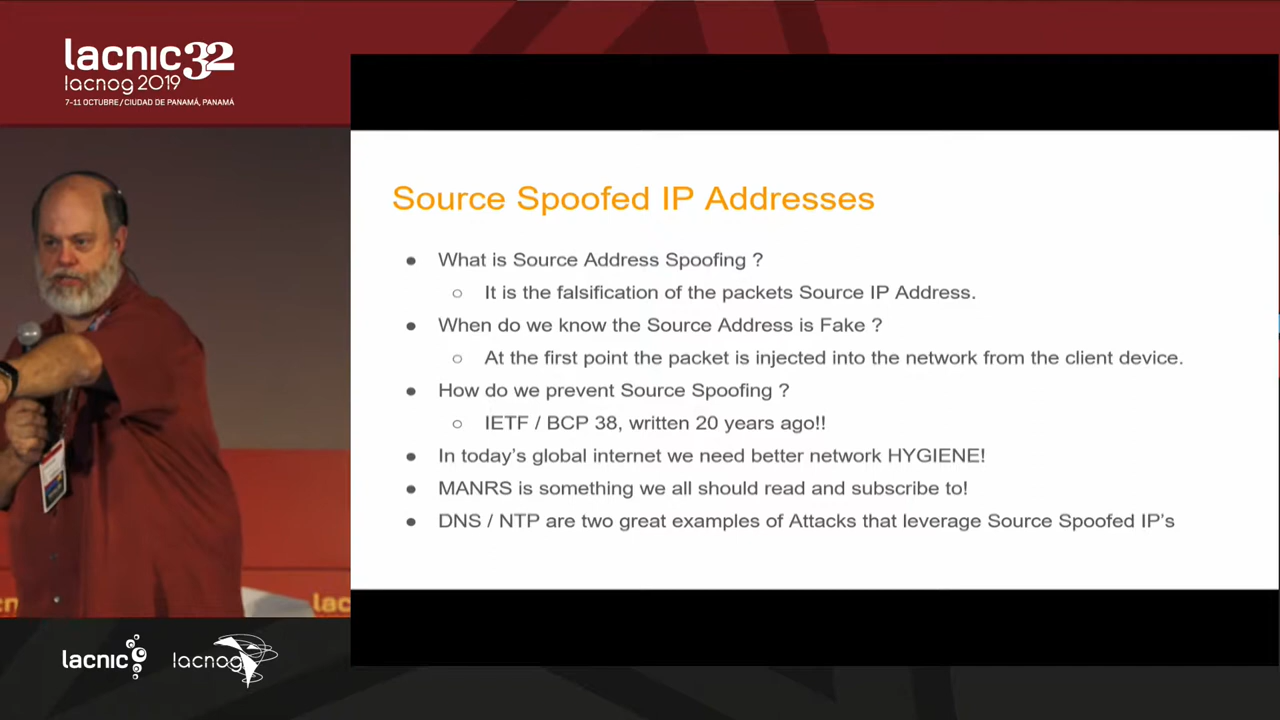 lacnic32
lacnog 2019
7-11 OCTUBRE / CIUDAD DE PANAMÁ, PANAMÁ
Source Spoofed IP Addresses
What is Source Address Spoofing ?
It is the falsification of the packets Source IP Address.
When do we know the Source Address is Fake ?
At the first point the packet is injected into the network from the client device.
How do we prevent Source Spoofing ?
IETF / BCP 38, written 20 years ago!!
In today's global internet we need better network HYGIENE!
MANRS is something we all should read and subscribe to!
DNS / NTP are two great examples of Attacks that leverage Source Spoofed IP's
lacnic
lacnog